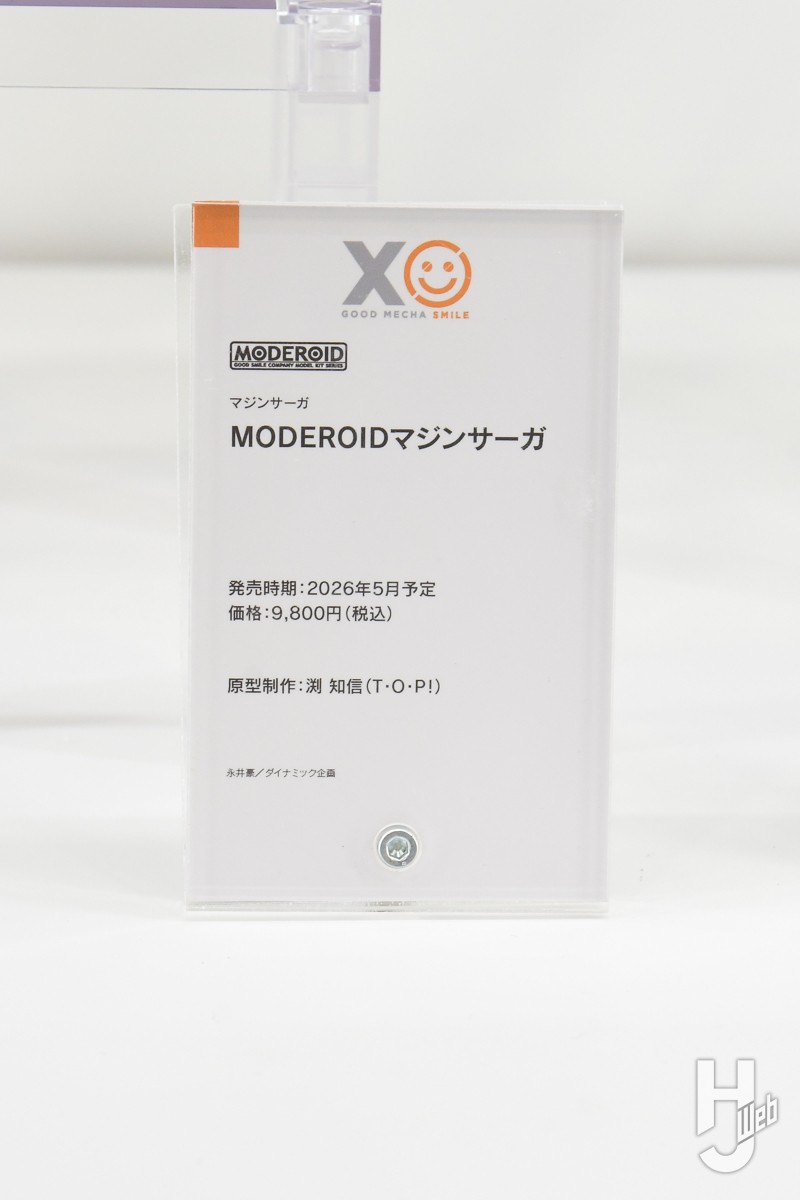 XO
GOOD MECHA SMILE
MODEROID
GOOD SMILE COMPANY MODEL KIT SERIES
マジンサーガ
MODEROIDマジンサーガ
発売時期:2026年5月予定
価格:9,800円(税込)
原型制作:渕 知信(T・O・P!)
永井豪/ダイナミック企画
HJ Web